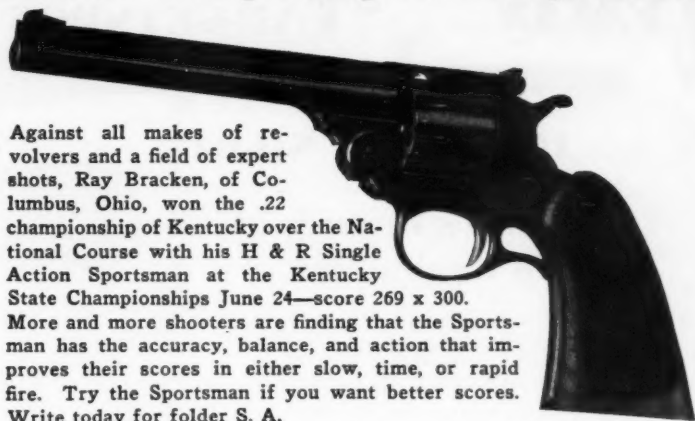 Against all makes of re-
volvers and a field of expert
shots, Ray Bracken, of Co-
lumbus, Ohio, won the .22
championship of Kentucky over the Na-
tional Course with his H & R Single
Action Sportsman at the Kentucky
State Championships June 24—score 269 x 300.
More and more shooters are finding that the Sports-
man has the accuracy, balance, and action that im-
proves their scores in either slow, time, or rapid
fire. Try the Sportsman if you want better scores.
Write today for folder S. A.